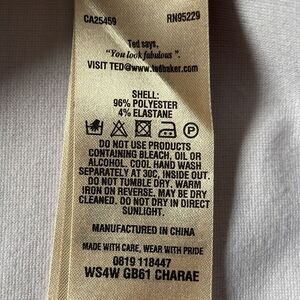 CA25459 RN95229
Ted says,
"You look fabulous".
VISIT TED@www.tedbaker.com
SHELL:
96% POLYESTER
4% ELASTANE
DO NOT USE PRODUCTS
CONTAINING BLEACH, OIL OR
ALCOHOL. COOL HAND WASH
SEPARATELY AT 30C, INSIDE OUT.
DO NOT TUMBLE DRY. WARM
IRON ON REVERSE. MAY BE DRY
CLEANED. DO NOT DRY IN DIRECT
SUNLIGHT.
MANUFACTURED IN CHINA
MADE WITH CARE, WEAR WITH PRIDE
0819 118447
WS4W GB61 CHARAE